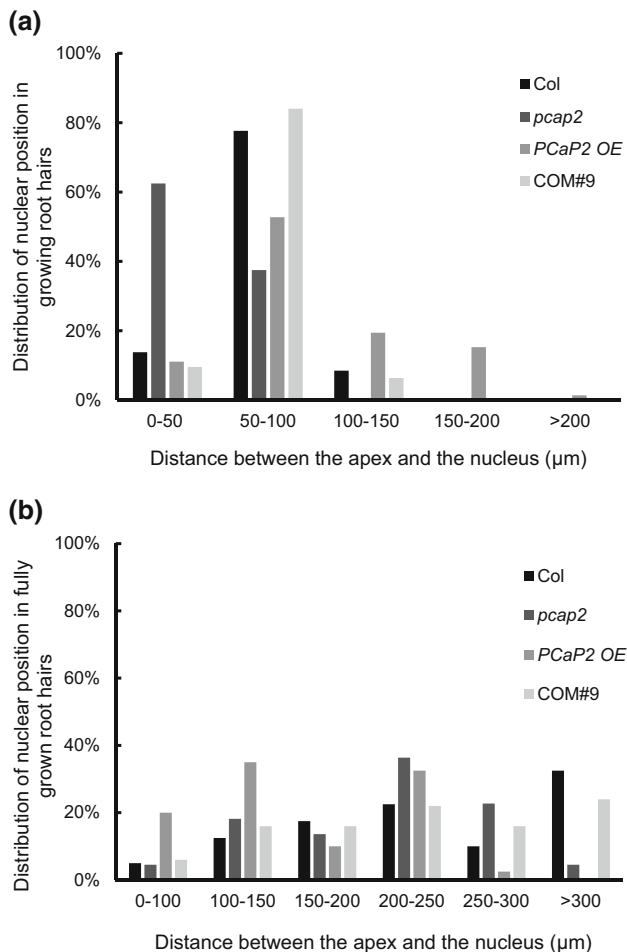 (a)
100%
80%
60%
40%
20%
0%
Distribution of nuclear position in
growing root hairs
Col
pcap2
PCaP2 OE
COM#9
0-50 50-100 100-150 150-200 >200
Distance between the apex and the nucleus (μm)
(b)
100%
80%
60%
40%
20%
0%
Distribution of nuclear position in fully
grown root hairs
Col
pcap2
PCaP2 OE
COM#9
0-100 100-150 150-200 200-250 250-300 >300
Distance between the apex and the nucleus (μm)